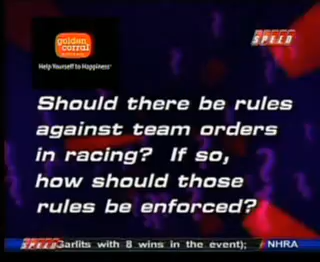 golden
corral
Help Yourself to Happiness™
SPEED
Should there be rules
against team orders
in racing? If so,
how should those
rules be enforced?
SPEED Garlits with 8 wins in the event); NHRA